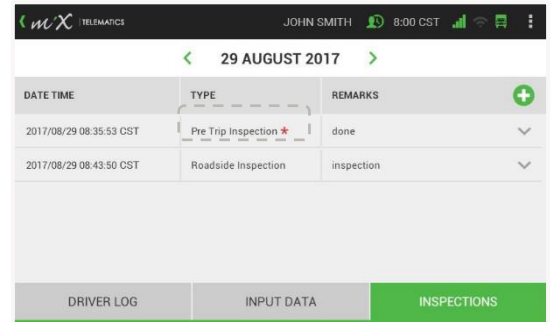 mX TELEMATICS JOHN SMITH 8:00 CST
29 AUGUST 2017
DATE TIME TYPE REMARKS
2017/08/29 08:35:53 CST Pre Trip Inspection * done
2017/08/29 08:43:50 CST Roadside Inspection inspection
DRIVER LOG INPUT DATA INSPECTIONS